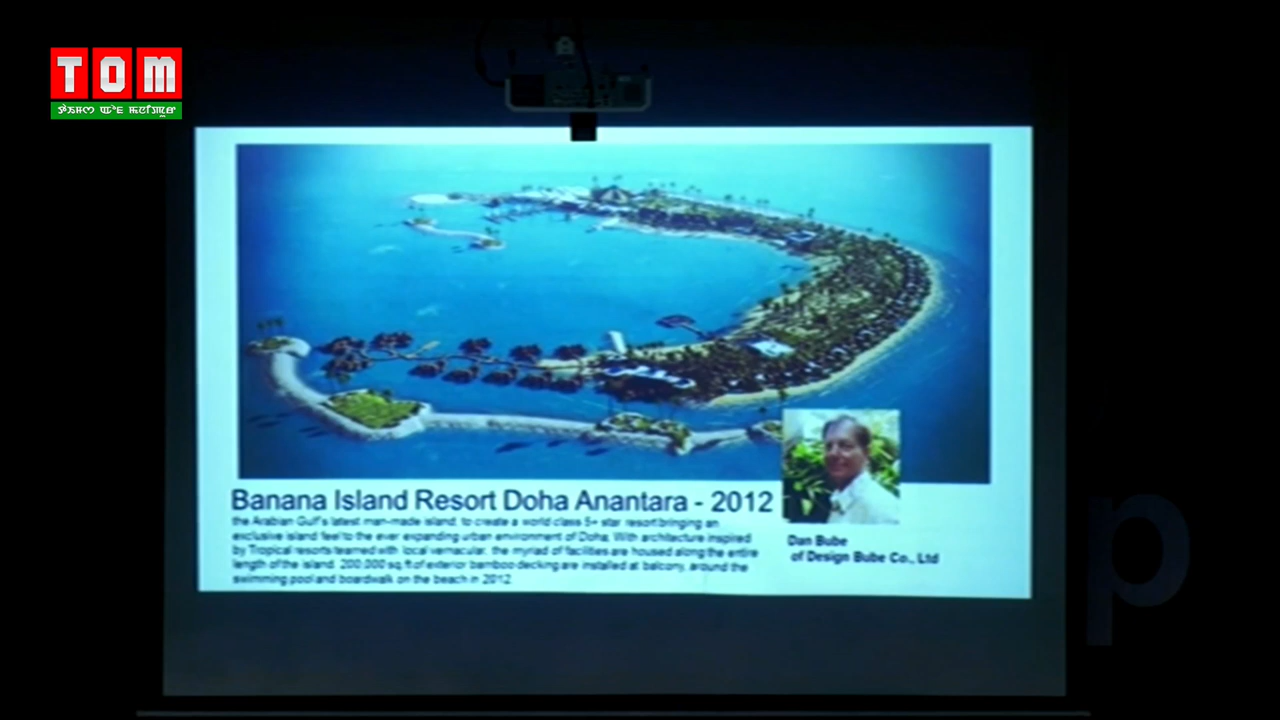 TOM
Banana Island Resort Doha Anantara - 2012
the Arabian Gulf's latest man-made island; to create a world class 5+ star resort bringing an
exclusive island feel to the ever expanding urban environment of Doha. With architecture inspired
by Tropical resorts teamed with local vernacular, the myriad of facilities are housed along the entire
length of the island. 200,000 sq.ft of exterior bamboo decking are installed at balcony, around the
swimming pool and boardwalk on the beach in 2012
Dan Bube
of Design Bube Co., Ltd
p